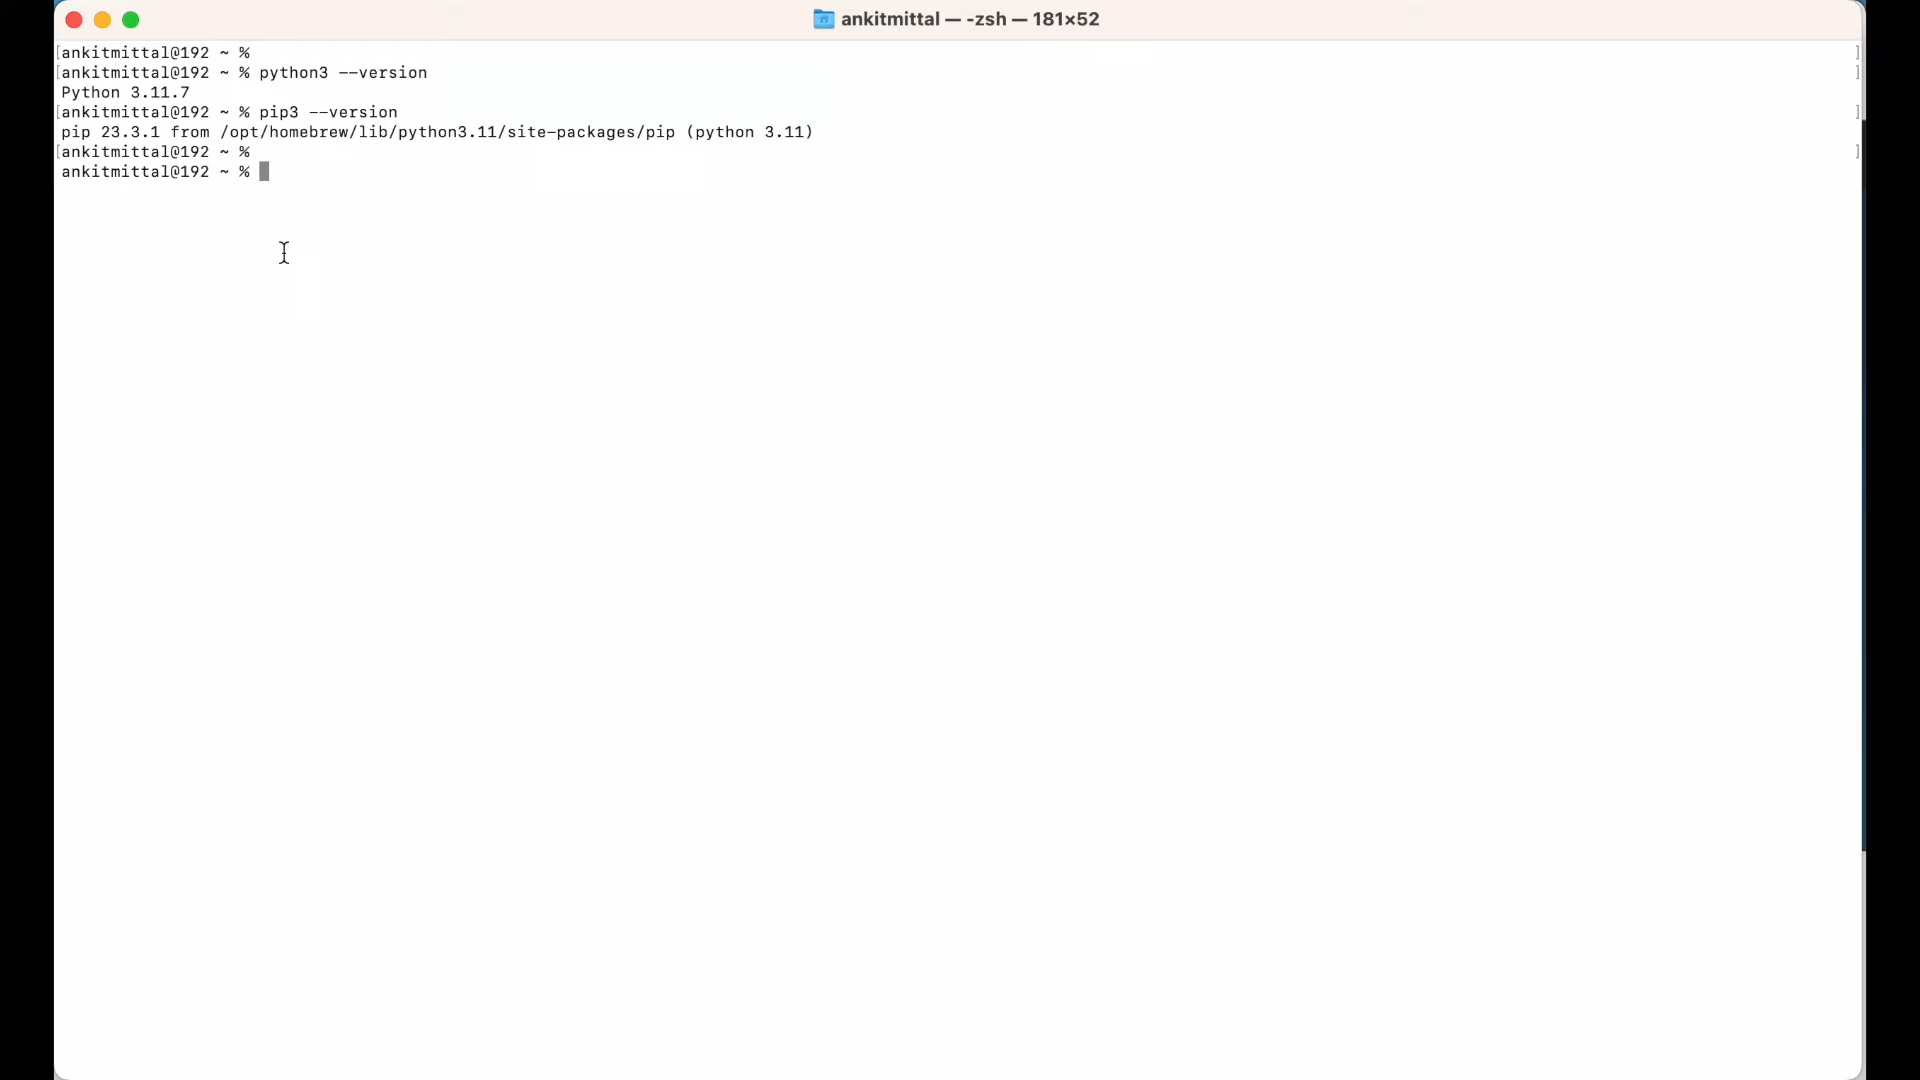 ankitmittal — -zsh — 181×52
[ankitmittal@192 ~ % ]
[ankitmittal@192 ~ % python3 --version ]
Python 3.11.7
[ankitmittal@192 ~ % pip3 --version ]
pip 23.3.1 from /opt/homebrew/lib/python3.11/site-packages/pip (python 3.11)
[ankitmittal@192 ~ % ]
ankitmittal@192 ~ %